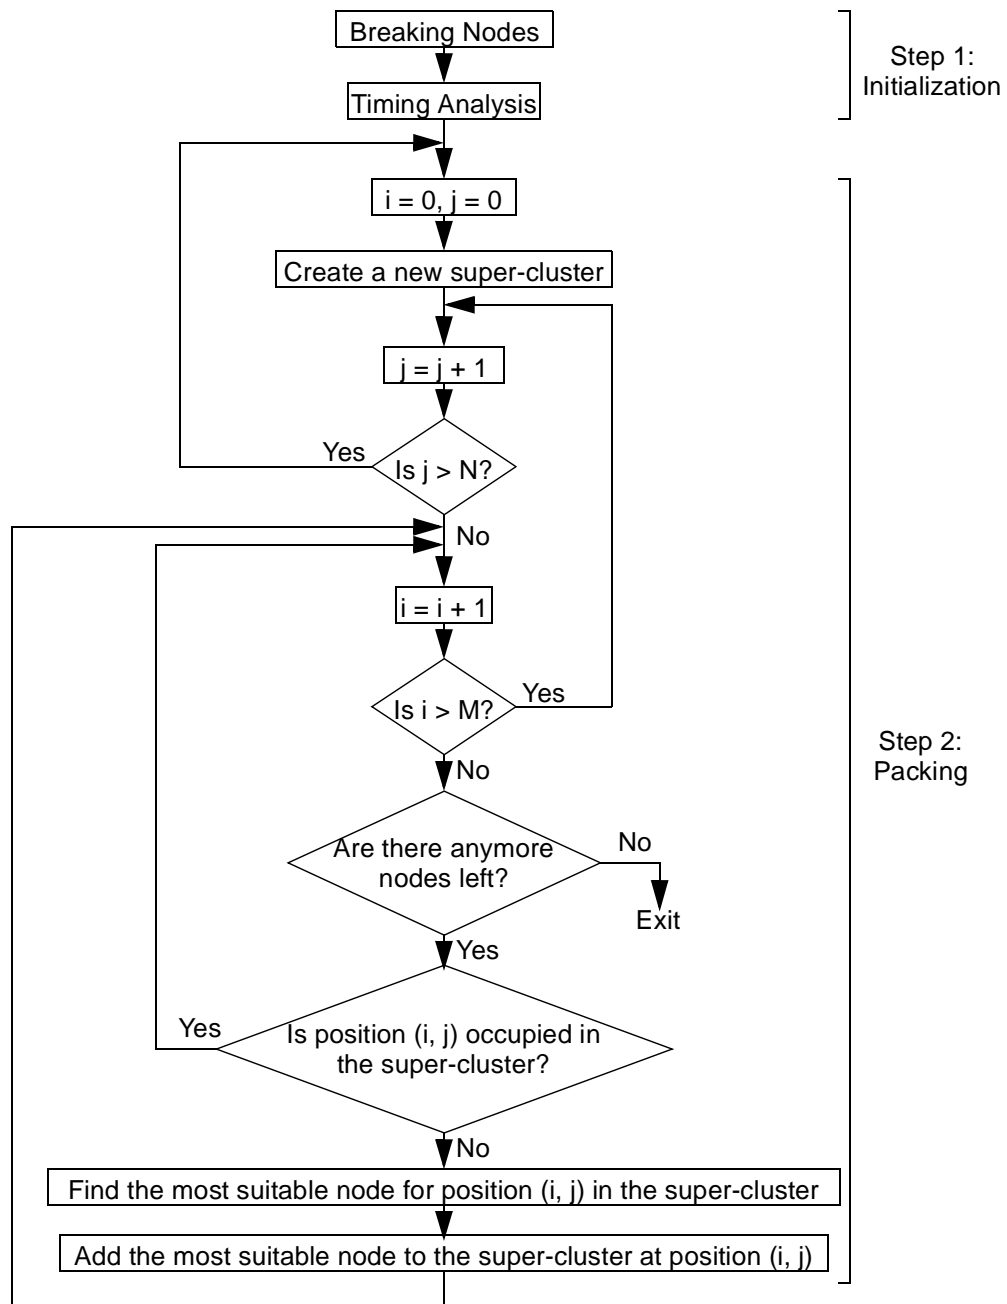 Breaking Nodes
Step 1:
Initialization
Timing Analysis
i = 0, j = 0
Create a new super-cluster
j = j + 1
Yes
Is j > N?
No
i = i + 1
Is i > M?
Yes
No
Step 2:
Packing
Are there anymore
nodes left?
No
Exit
Yes
Yes
Is position (i, j) occupied in
the super-cluster?
No
Find the most suitable node for position (i, j) in the super-cluster
Add the most suitable node to the super-cluster at position (i, j)